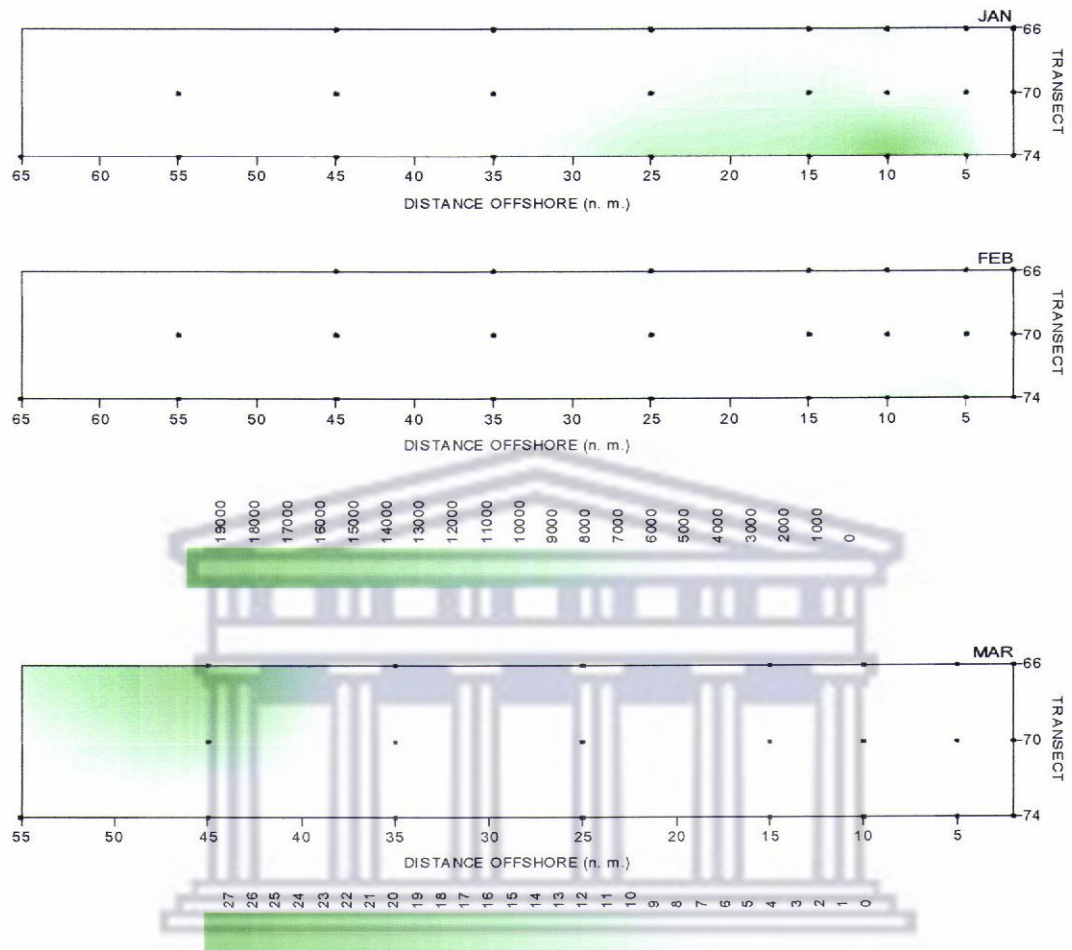 JAN
66
70
74
TRANSECT
65 60 55 50 45 40 35 30 25 20 15 10 5
DISTANCE OFFSHORE (n. m.)
FEB
66
70
74
TRANSECT
65 60 55 50 45 40 35 30 25 20 15 10 5
DISTANCE OFFSHORE (n. m.)
19000 18000 17000 16000 15000 14000 13000 12000 11000 10000 9000 8000 7000 6000 5000 4000 3000 2000 1000 0
MAR
66
70
74
TRANSECT
55 50 45 40 35 30 25 20 15 10 5
DISTANCE OFFSHORE (n. m.)
27 26 25 24 23 22 21 20 19 18 17 16 15 14 13 12 11 10 9 8 7 6 5 4 3 2 1 0